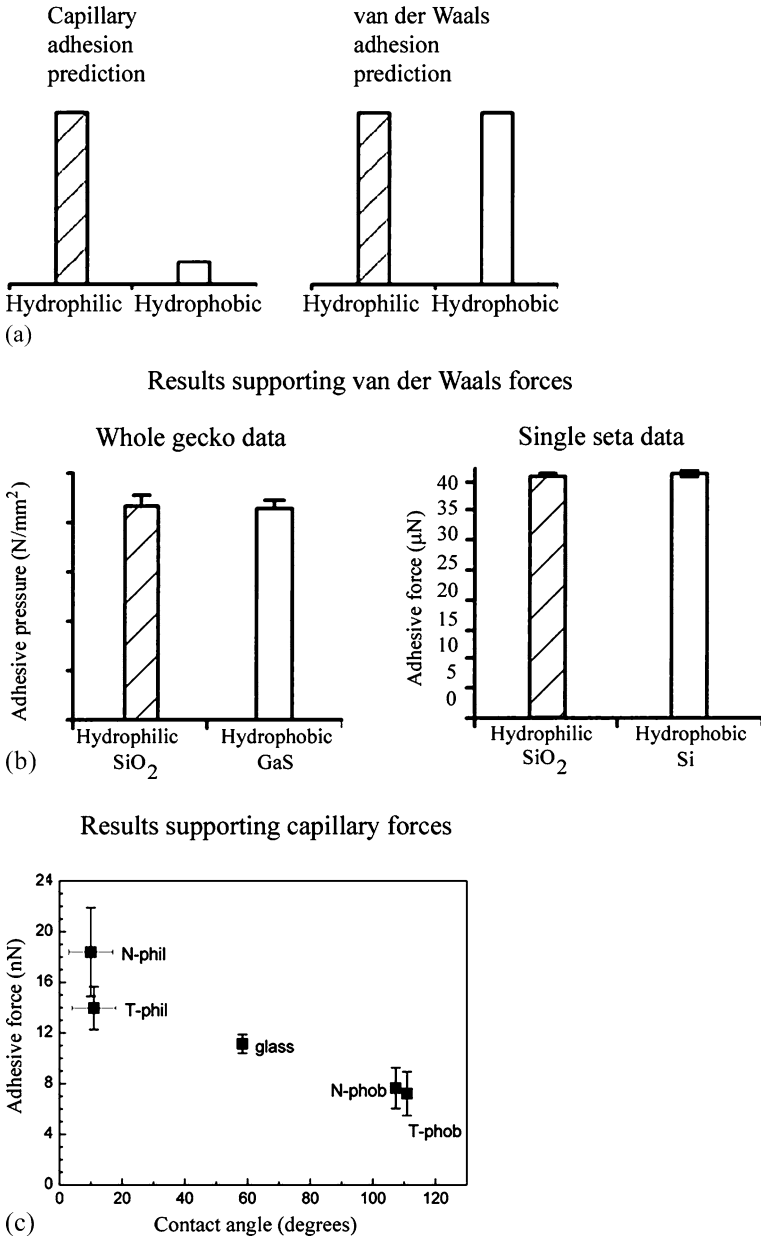 Capillary
adhesion
prediction
van der Waals
adhesion
prediction
Hydrophilic Hydrophobic
Hydrophilic Hydrophobic
(a)
Results supporting van der Waals forces
Whole gecko data
Adhesive pressure (N/mm²)
Hydrophilic
SiO₂
Hydrophobic
GaS
Single seta data
Adhesive force (μN)
40
35
30
25
20
15
10
5
0
Hydrophilic
SiO₂
Hydrophobic
Si
(b)
Results supporting capillary forces
Adhesive force (nN)
24
20
16
12
8
4
0
N-phil
T-phil
glass
N-phob
T-phob
0 20 40 60 80 100 120
Contact angle (degrees)
(c)